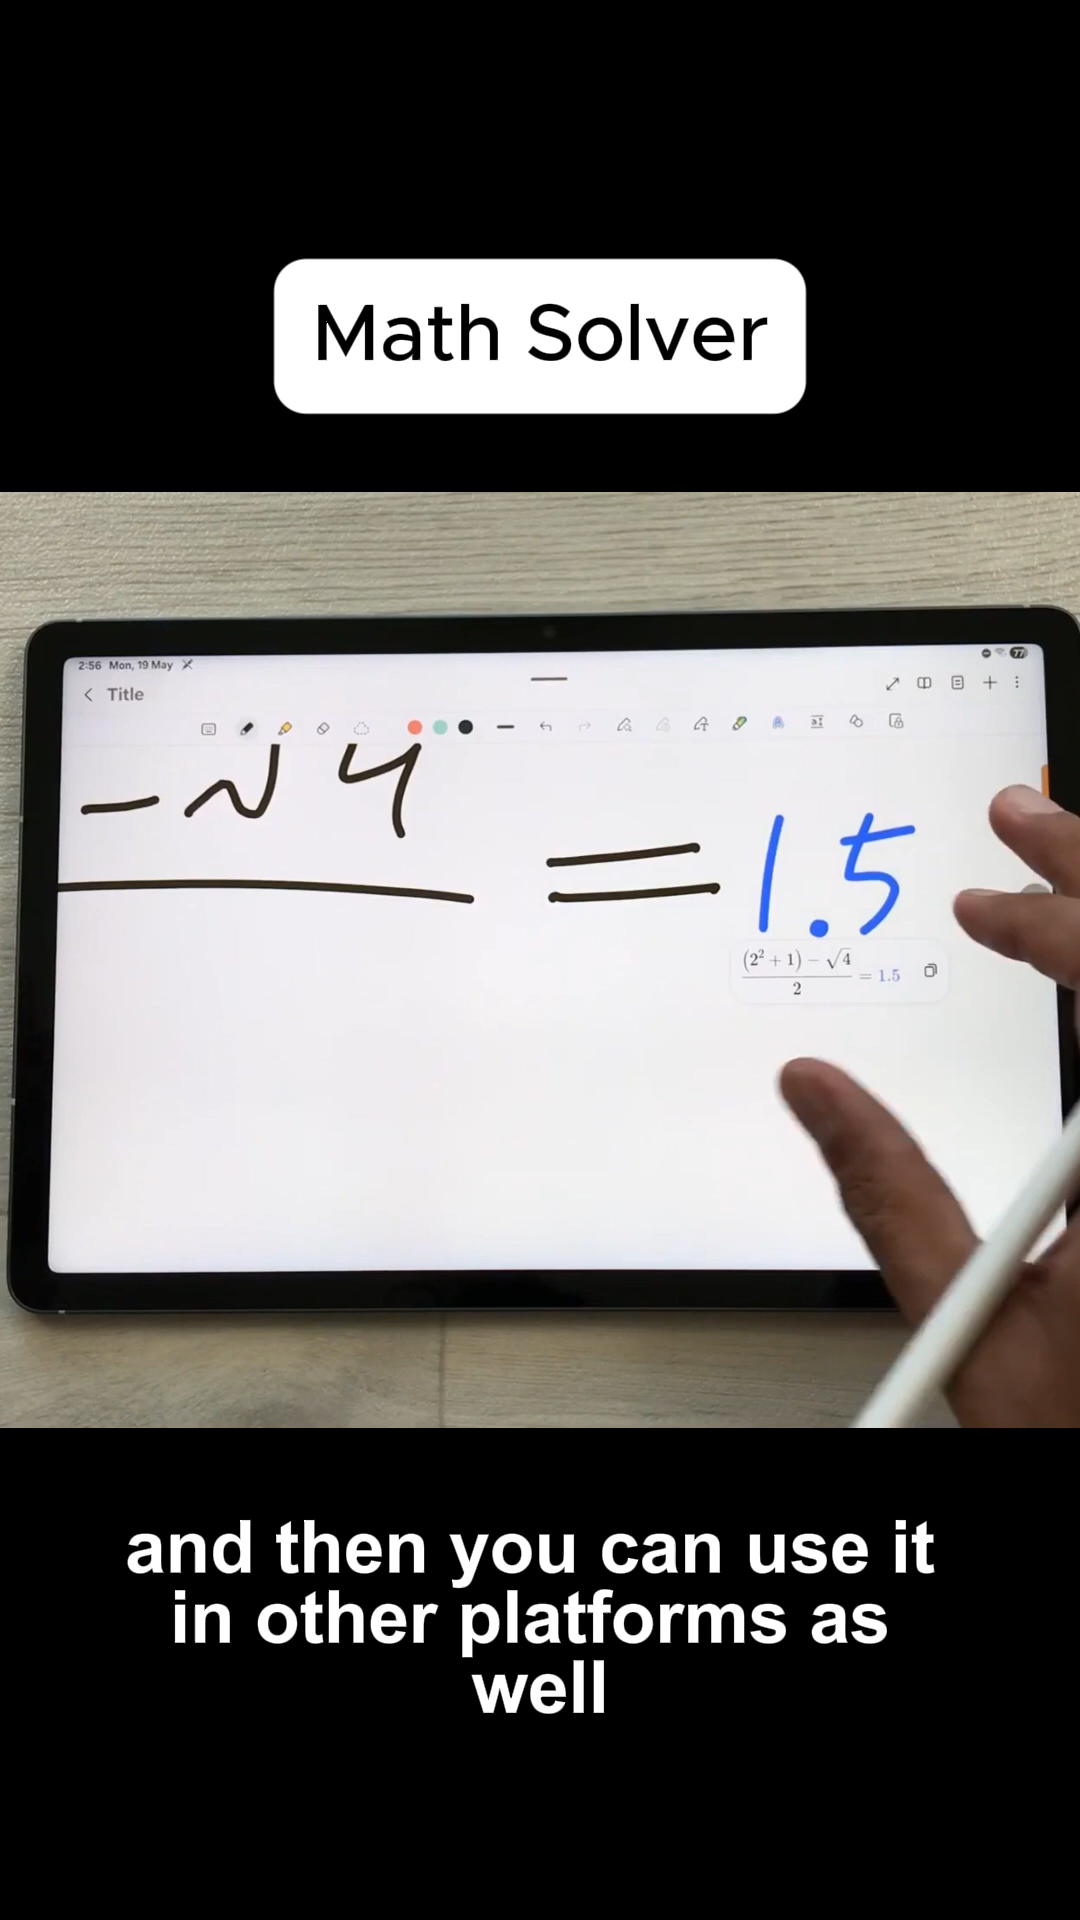 Math Solver
2:56 Mon, 19 May
77
Title
-√4
= 1.5
(2² + 1) - √4
= 1.5
2
and then you can use it
in other platforms as
well